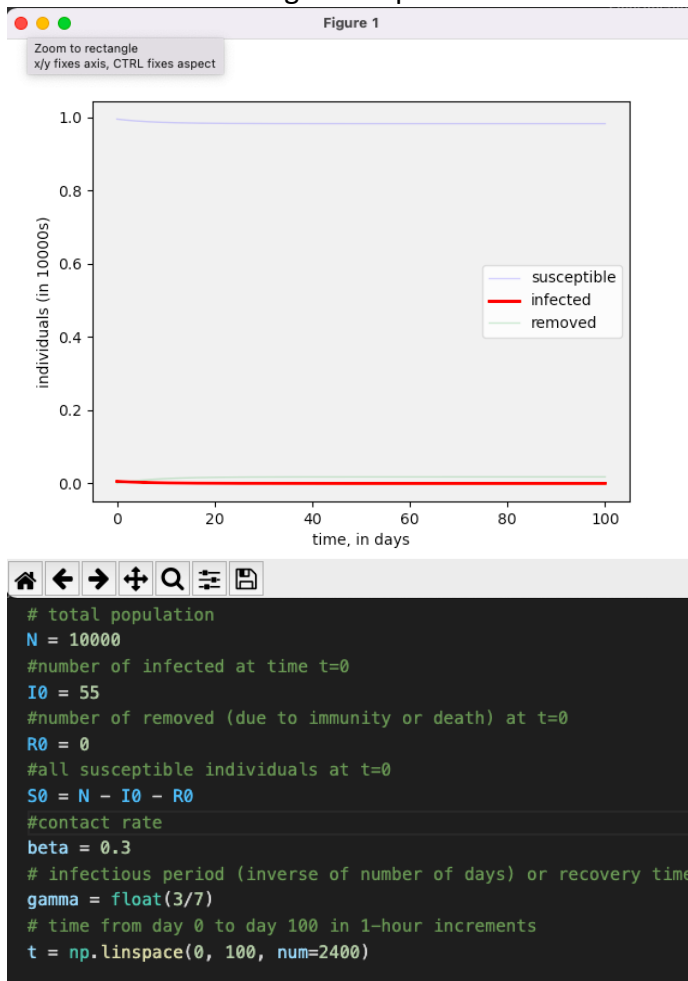 Figure 1
Zoom to rectangle
x/y fixes axis, CTRL fixes aspect
1.0
0.8
0.6
0.4
0.2
0.0
individuals (in 10000s)
susceptible
infected
removed
0 20 40 60 80 100
time, in days
# total population
N = 10000
#number of infected at time t=0
I0 = 55
#number of removed (due to immunity or death) at t=0
R0 = 0
#all susceptible individuals at t=0
S0 = N - I0 - R0
#contact rate
beta = 0.3
# infectious period (inverse of number of days) or recovery time
gamma = float(3/7)
# time from day 0 to day 100 in 1-hour increments
t = np.linspace(0, 100, num=2400)